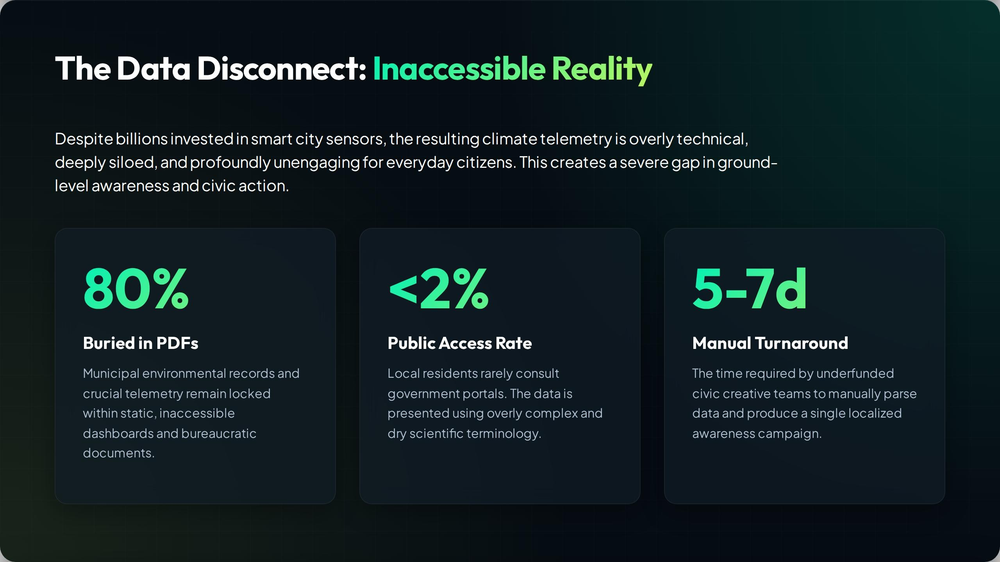 The Data Disconnect: Inaccessible Reality
Despite billions invested in smart city sensors, the resulting climate telemetry is overly technical,
deeply siloed, and profoundly unengaging for everyday citizens. This creates a severe gap in ground-
level awareness and civic action.
80%
Buried in PDFs
Municipal environmental records and
crucial telemetry remain locked
within static, inaccessible
dashboards and bureaucratic
documents.
<2%
Public Access Rate
Local residents rarely consult
government portals. The data is
presented using overly complex and
dry scientific terminology.
5-7d
Manual Turnaround
The time required by underfunded
civic creative teams to manually parse
data and produce a single localized
awareness campaign.